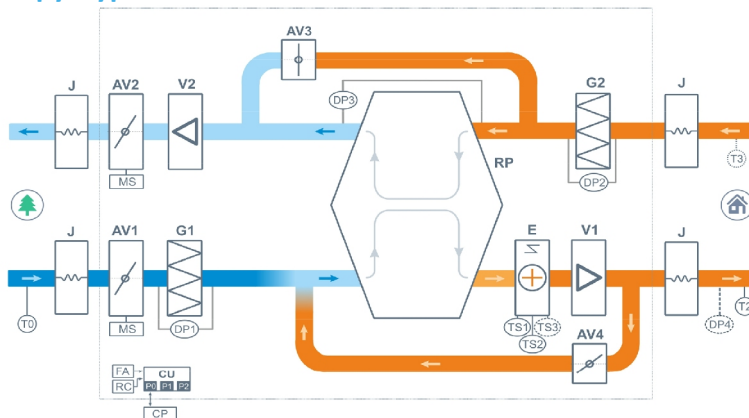 AV3
J
AV2
V2
G2
J
DP3
RP
MS
DP2
T3
J
AV1
G1
E
V1
J
T0
MS
DP1
TS1
TS3
TS2
DP4
T2
AV4
FA
CU
RC
P0 P1 P2
CP